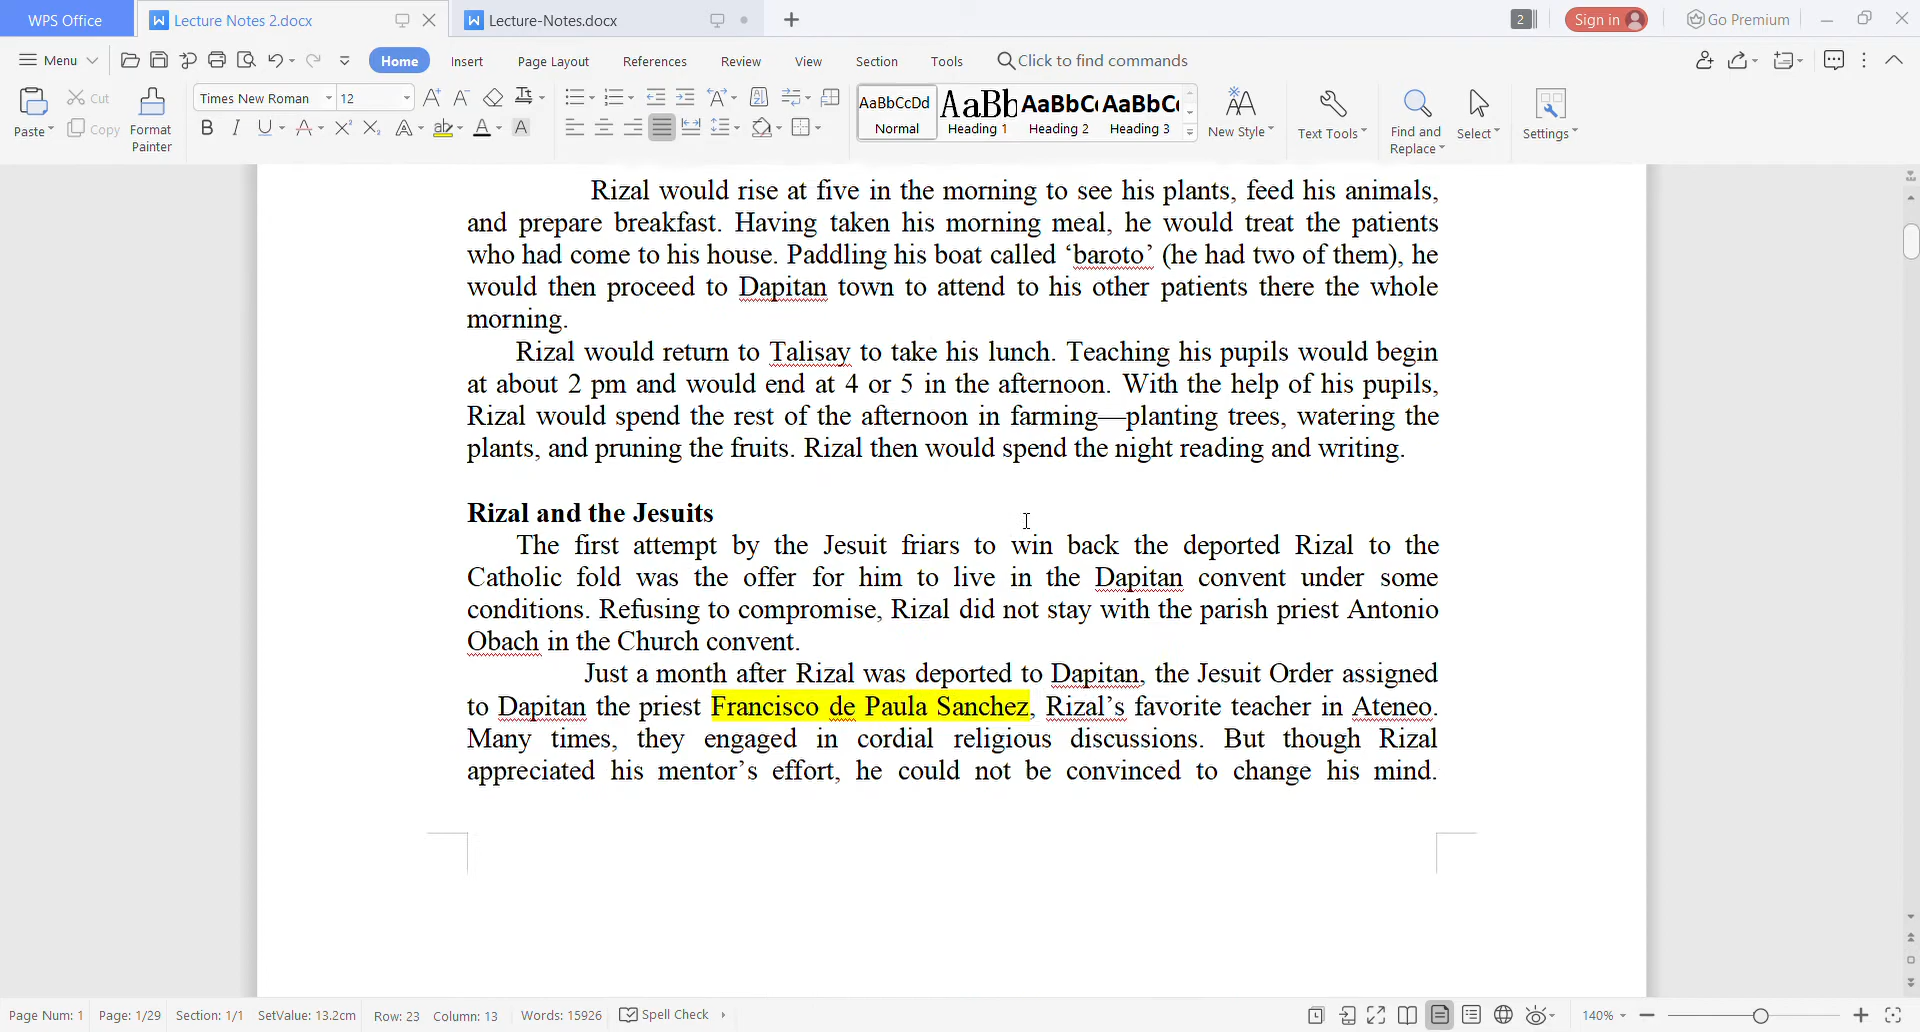 WPS Office
Lecture Notes 2.docx
Lecture-Notes.docx
2
Sign in
Go Premium
Menu
Home
Insert
Page Layout
References
Review
View
Section
Tools
Click to find commands
Paste
Cut
Copy
Format Painter
Times New Roman
12
AaBbCcDd
Normal
AaBb
Heading 1
AaBbC
Heading 2
AaBbC
Heading 3
New Style
Text Tools
Find and Replace
Select
Settings
Rizal would rise at five in the morning to see his plants, feed his animals,
and prepare breakfast. Having taken his morning meal, he would treat the patients
who had come to his house. Paddling his boat called ‘baroto’ (he had two of them), he
would then proceed to Dapitan town to attend to his other patients there the whole
morning.
Rizal would return to Talisay to take his lunch. Teaching his pupils would begin
at about 2 pm and would end at 4 or 5 in the afternoon. With the help of his pupils,
Rizal would spend the rest of the afternoon in farming—planting trees, watering the
plants, and pruning the fruits. Rizal then would spend the night reading and writing.
Rizal and the Jesuits
The first attempt by the Jesuit friars to win back the deported Rizal to the
Catholic fold was the offer for him to live in the Dapitan convent under some
conditions. Refusing to compromise, Rizal did not stay with the parish priest Antonio
Obach in the Church convent.
Just a month after Rizal was deported to Dapitan, the Jesuit Order assigned
to Dapitan the priest Francisco de Paula Sanchez, Rizal’s favorite teacher in Ateneo.
Many times, they engaged in cordial religious discussions. But though Rizal
appreciated his mentor’s effort, he could not be convinced to change his mind.
Page Num: 1
Page: 1/29
Section: 1/1
SetValue: 13.2cm
Row: 23
Column: 13
Words: 15926
Spell Check
140%